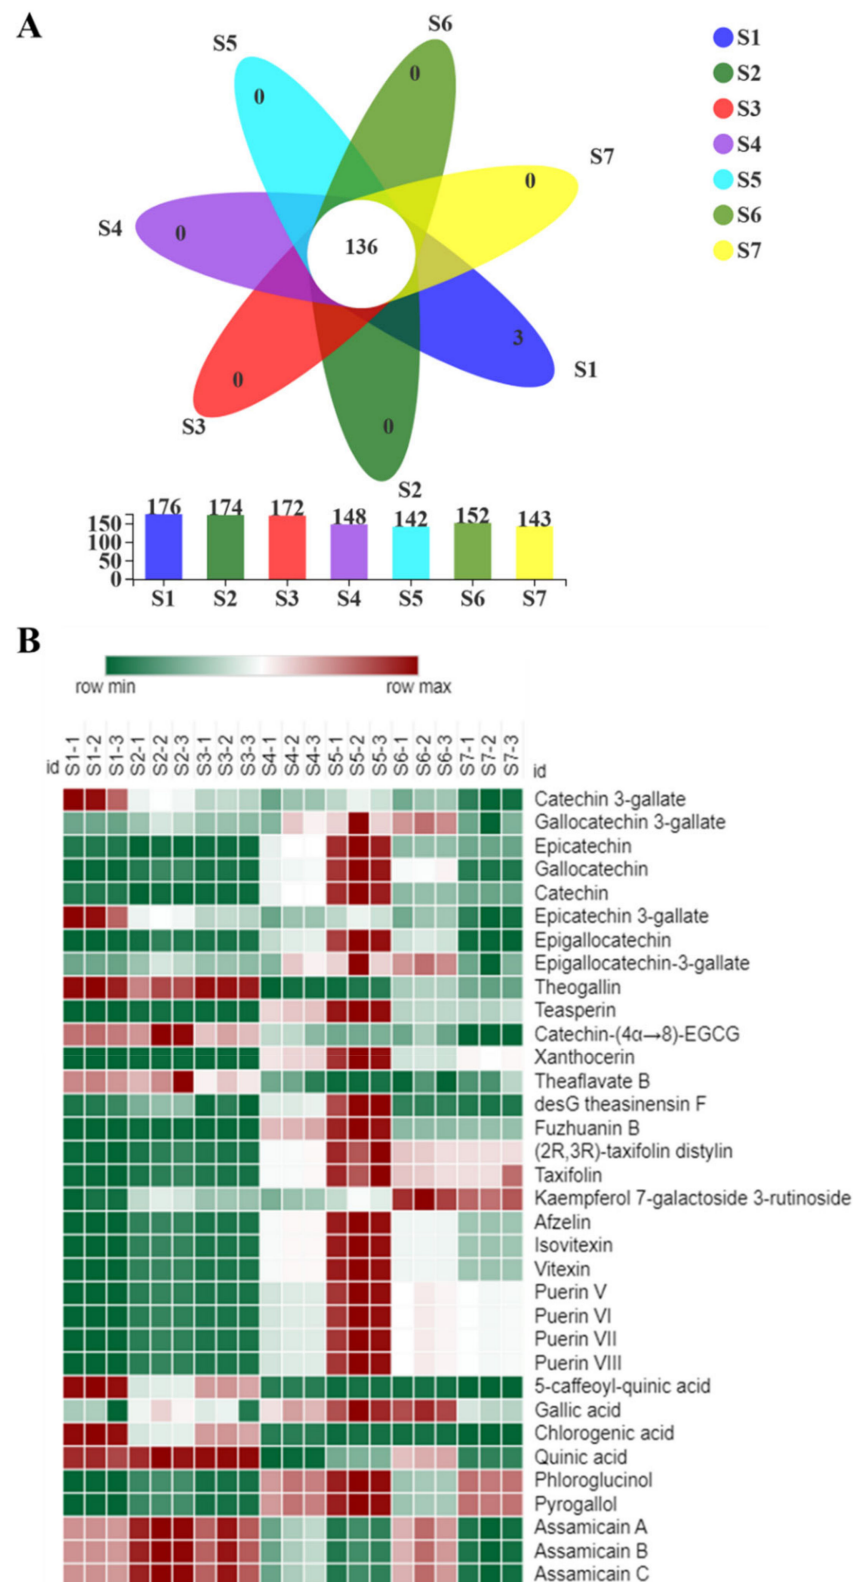 A
S5
S6
S7
S4
S3
S2
S1
0
0
0
0
136
3
0
0
S1
S2
S3
S4
S5
S6
S7
176 174 172 148 142 152 143
150
100
50
0
S1 S2 S3 S4 S5 S6 S7
B
row min row max
id S1-1 S1-2 S1-3 S2-1 S2-2 S2-3 S3-1 S3-2 S3-3 S4-1 S4-2 S4-3 S5-1 S5-2 S5-3 S6-1 S6-2 S6-3 S7-1 S7-2 S7-3 id
Catechin 3-gallate
Gallocatechin 3-gallate
Epicatechin
Gallocatechin
Catechin
Epicatechin 3-gallate
Epigallocatechin
Epigallocatechin-3-gallate
Theogallin
Teasperin
Catechin-(4α→8)-EGCG
Xanthocerin
Theaflavate B
desG theasinensin F
Fuzhuanin B
(2R,3R)-taxifolin distylin
Taxifolin
Kaempferol 7-galactoside 3-rutinoside
Afzelin
Isovitexin
Vitexin
Puerin V
Puerin VI
Puerin VII
Puerin VIII
5-caffeoyl-quinic acid
Gallic acid
Chlorogenic acid
Quinic acid
Phloroglucinol
Pyrogallol
Assamicain A
Assamicain B
Assamicain C